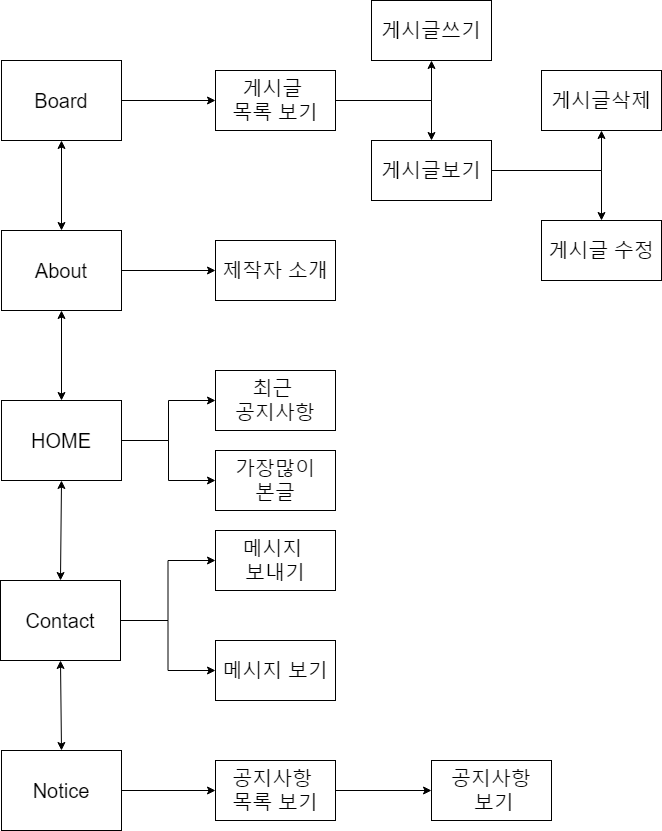 게시글쓰기
Board
게시글
목록 보기
게시글삭제
게시글보기
게시글 수정
About
제작자 소개
HOME
최근
공지사항
가장많이
본글
Contact
메시지
보내기
메시지 보기
Notice
공지사항
목록 보기
공지사항
보기